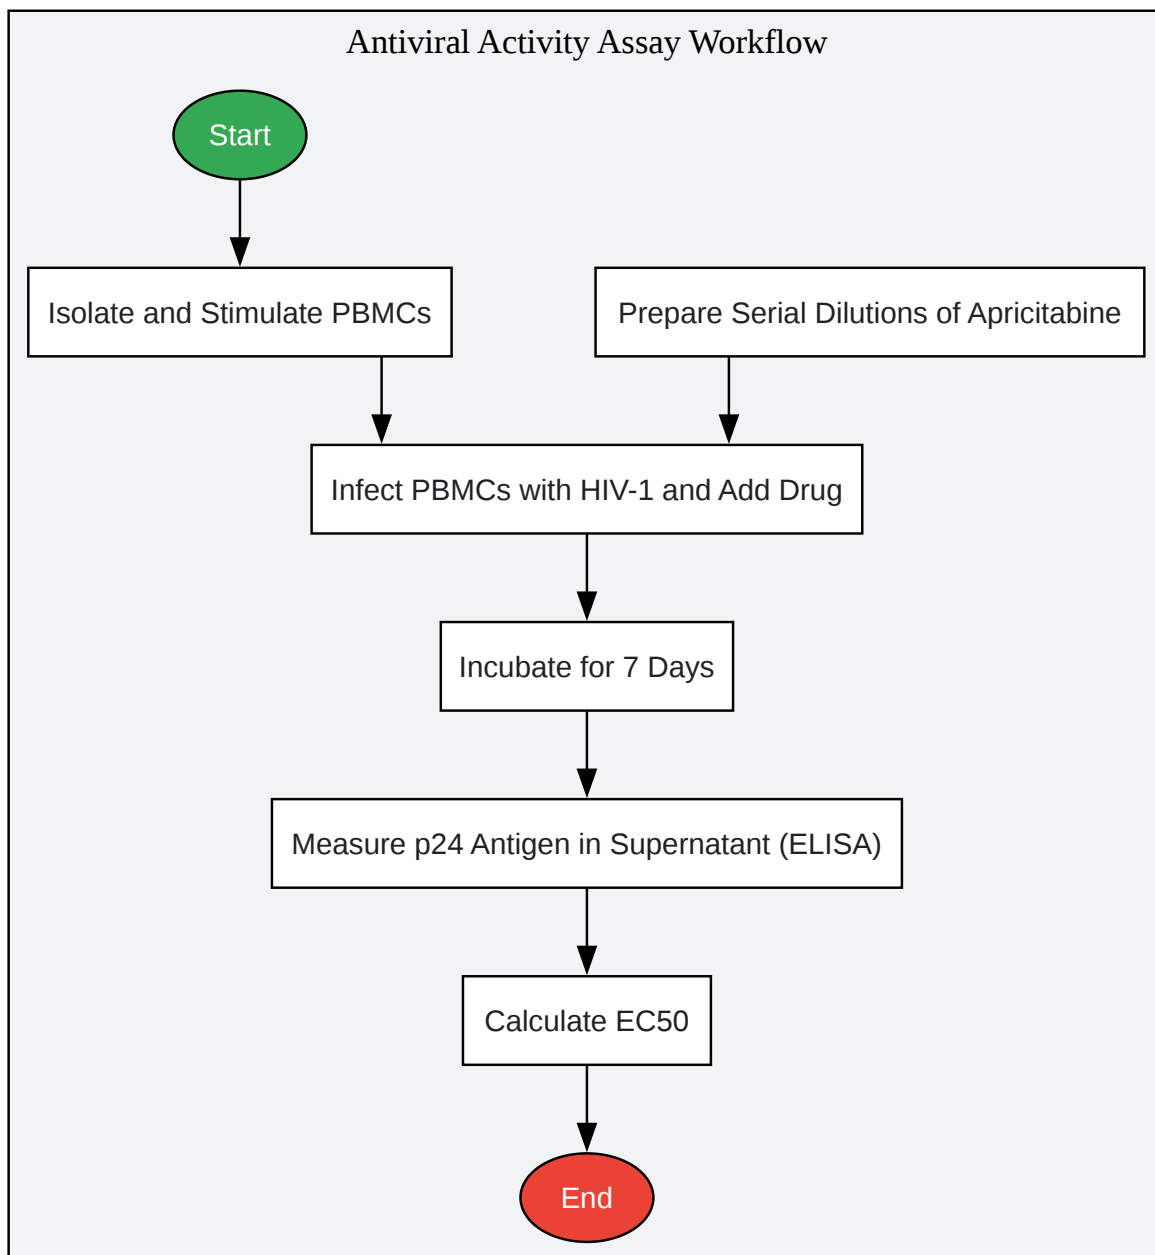 Antiviral Activity Assay Workflow
Start
Isolate and Stimulate PBMCs
Prepare Serial Dilutions of Apricitabine
Infect PBMCs with HIV-1 and Add Drug
Incubate for 7 Days
Measure p24 Antigen in Supernatant (ELISA)
Calculate EC50
End